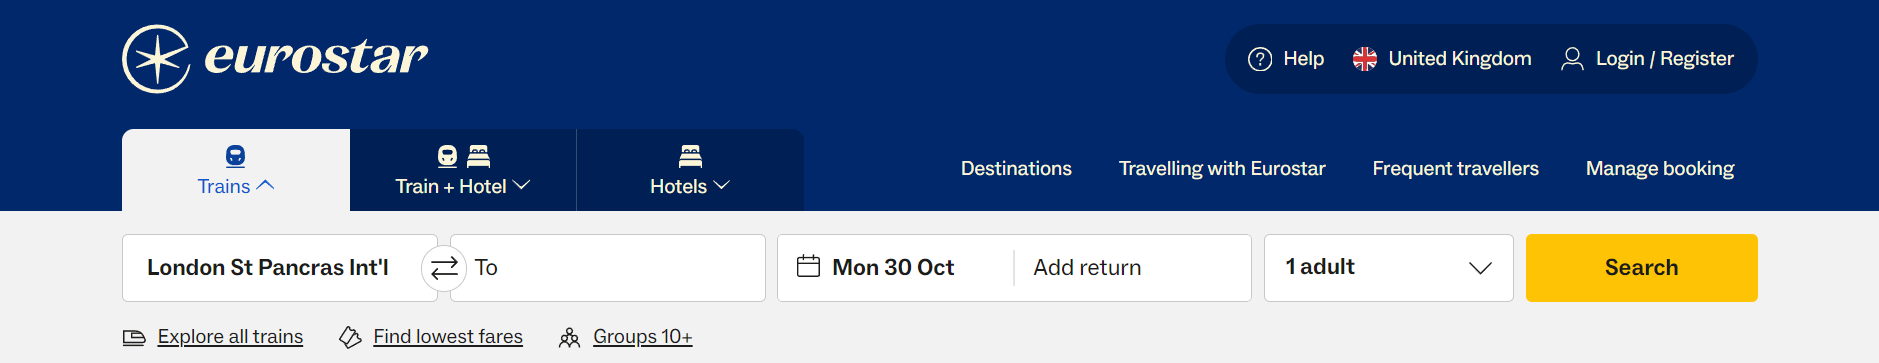 eurostar
Help United Kingdom Login / Register
Trains Train + Hotel Hotels Destinations Travelling with Eurostar Frequent travellers Manage booking
London St Pancras Int'l To Mon 30 Oct Add return 1 adult Search
Explore all trains Find lowest fares Groups 10+